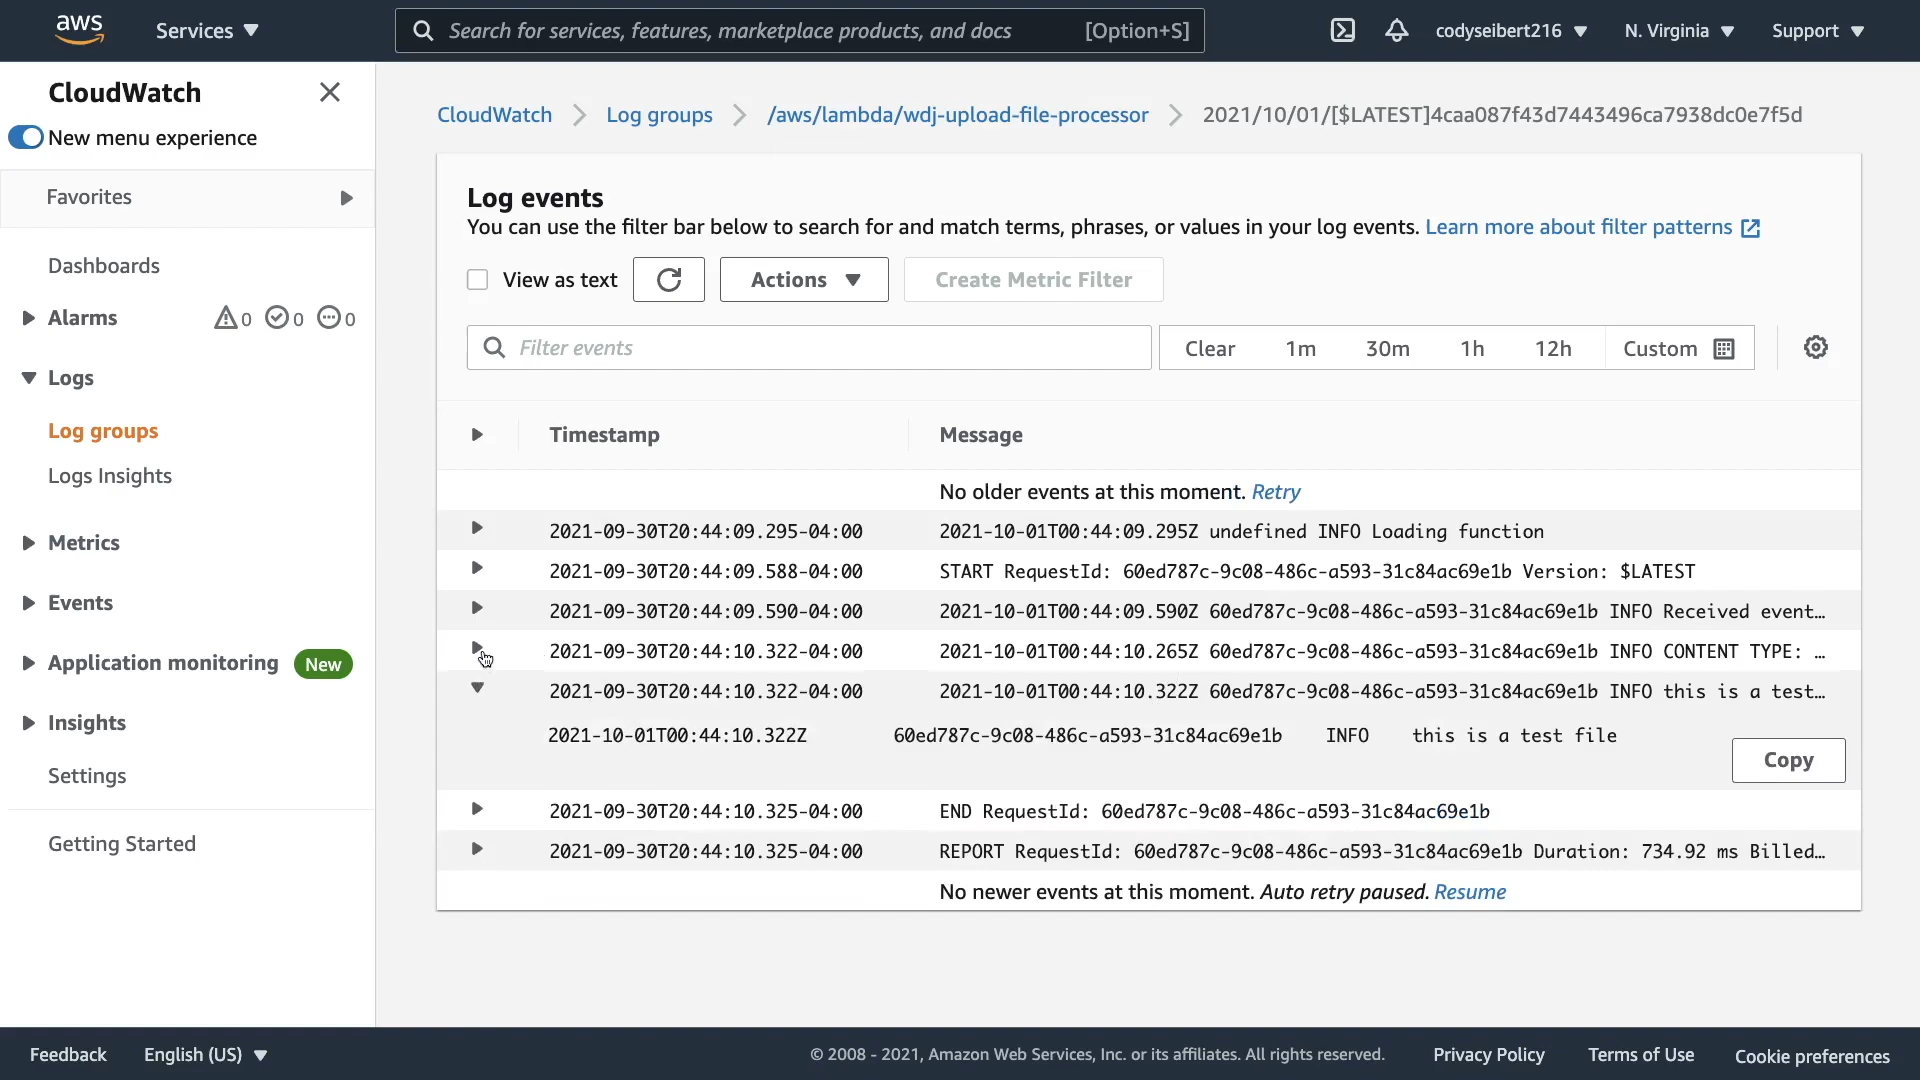 aws
Services
Search for services, features, marketplace products, and docs [Option+S]
codyseibert216
N. Virginia
Support
CloudWatch
New menu experience
Favorites
Dashboards
Alarms 0 0 0
Logs
Log groups
Logs Insights
Metrics
Events
Application monitoring New
Insights
Settings
Getting Started
CloudWatch Log groups /aws/lambda/wdj-upload-file-processor 2021/10/01/[$LATEST]4caa087f43d7443496ca7938dc0e7f5d
Log events
You can use the filter bar below to search for and match terms, phrases, or values in your log events. Learn more about filter patterns
View as text Actions Create Metric Filter
Filter events Clear 1m 30m 1h 12h Custom
Timestamp Message
No older events at this moment. Retry
2021-09-30T20:44:09.295-04:00 2021-10-01T00:44:09.295Z undefined INFO Loading function
2021-09-30T20:44:09.588-04:00 START RequestId: 60ed787c-9c08-486c-a593-31c84ac69e1b Version: $LATEST
2021-09-30T20:44:09.590-04:00 2021-10-01T00:44:09.590Z 60ed787c-9c08-486c-a593-31c84ac69e1b INFO Received event…
2021-09-30T20:44:10.322-04:00 2021-10-01T00:44:10.265Z 60ed787c-9c08-486c-a593-31c84ac69e1b INFO CONTENT TYPE: …
2021-09-30T20:44:10.322-04:00 2021-10-01T00:44:10.322Z 60ed787c-9c08-486c-a593-31c84ac69e1b INFO this is a test…
2021-10-01T00:44:10.322Z 60ed787c-9c08-486c-a593-31c84ac69e1b INFO this is a test file
Copy
2021-09-30T20:44:10.325-04:00 END RequestId: 60ed787c-9c08-486c-a593-31c84ac69e1b
2021-09-30T20:44:10.325-04:00 REPORT RequestId: 60ed787c-9c08-486c-a593-31c84ac69e1b Duration: 734.92 ms Billed…
No newer events at this moment. Auto retry paused. Resume
Feedback English (US) © 2008 - 2021, Amazon Web Services, Inc. or its affiliates. All rights reserved. Privacy Policy Terms of Use Cookie preferences